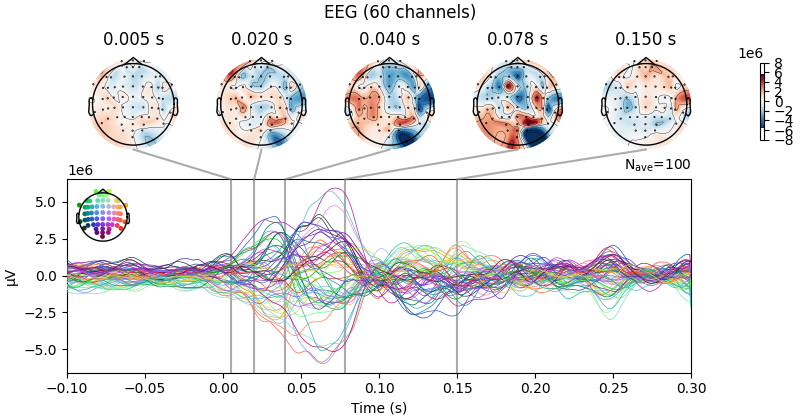 EEG (60 channels)
0.005 s 0.020 s 0.040 s 0.078 s 0.150 s
1e6
8
6
4
2
0
−2
−4
−6
−8
Nave=100
1e6
5.0
2.5
0.0
−2.5
−5.0
µV
−0.10 −0.05 0.00 0.05 0.10 0.15 0.20 0.25 0.30
Time (s)